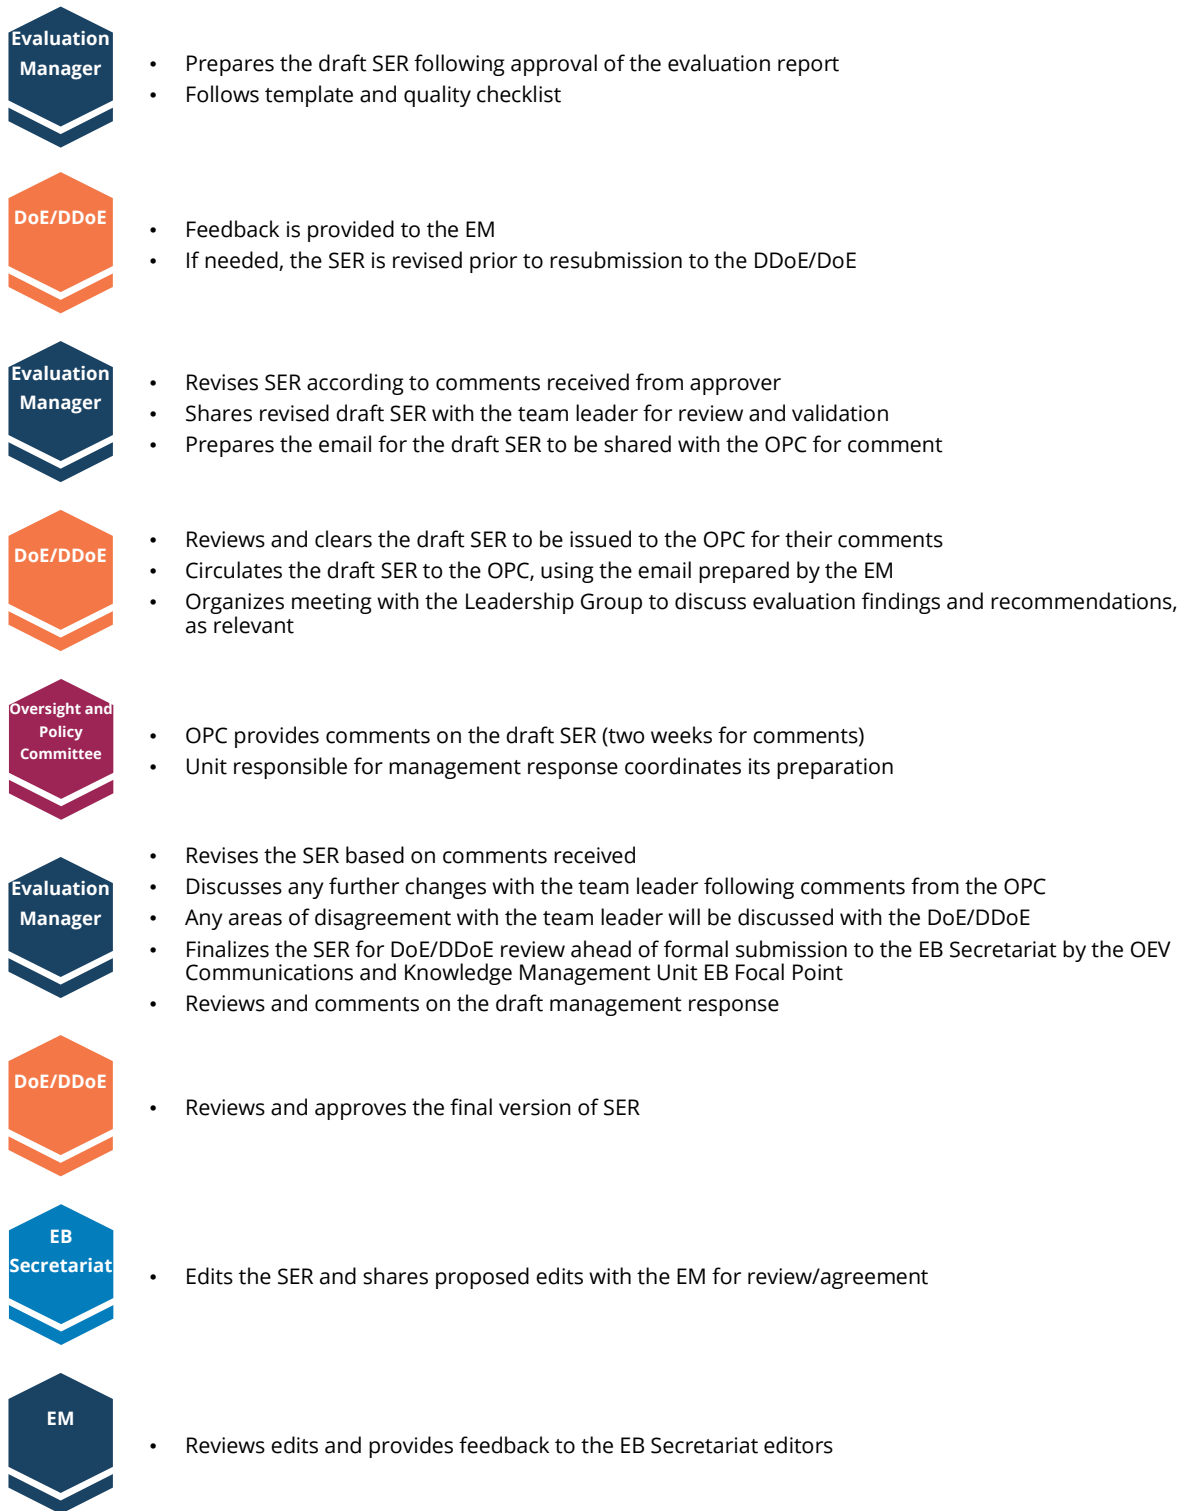 Evaluation
Manager
• Prepares the draft SER following approval of the evaluation report
• Follows template and quality checklist
DoE/DDoE
• Feedback is provided to the EM
• If needed, the SER is revised prior to resubmission to the DDoE/DoE
Evaluation
Manager
• Revises SER according to comments received from approver
• Shares revised draft SER with the team leader for review and validation
• Prepares the email for the draft SER to be shared with the OPC for comment
DoE/DDoE
• Reviews and clears the draft SER to be issued to the OPC for their comments
• Circulates the draft SER to the OPC, using the email prepared by the EM
• Organizes meeting with the Leadership Group to discuss evaluation findings and recommendations,
as relevant
Oversight and
Policy
Committee
• OPC provides comments on the draft SER (two weeks for comments)
• Unit responsible for management response coordinates its preparation
Evaluation
Manager
• Revises the SER based on comments received
• Discusses any further changes with the team leader following comments from the OPC
• Any areas of disagreement with the team leader will be discussed with the DoE/DDoE
• Finalizes the SER for DoE/DDoE review ahead of formal submission to the EB Secretariat by the OEV
Communications and Knowledge Management Unit EB Focal Point
• Reviews and comments on the draft management response
DoE/DDoE
• Reviews and approves the final version of SER
EB
Secretariat
• Edits the SER and shares proposed edits with the EM for review/agreement
EM
• Reviews edits and provides feedback to the EB Secretariat editors